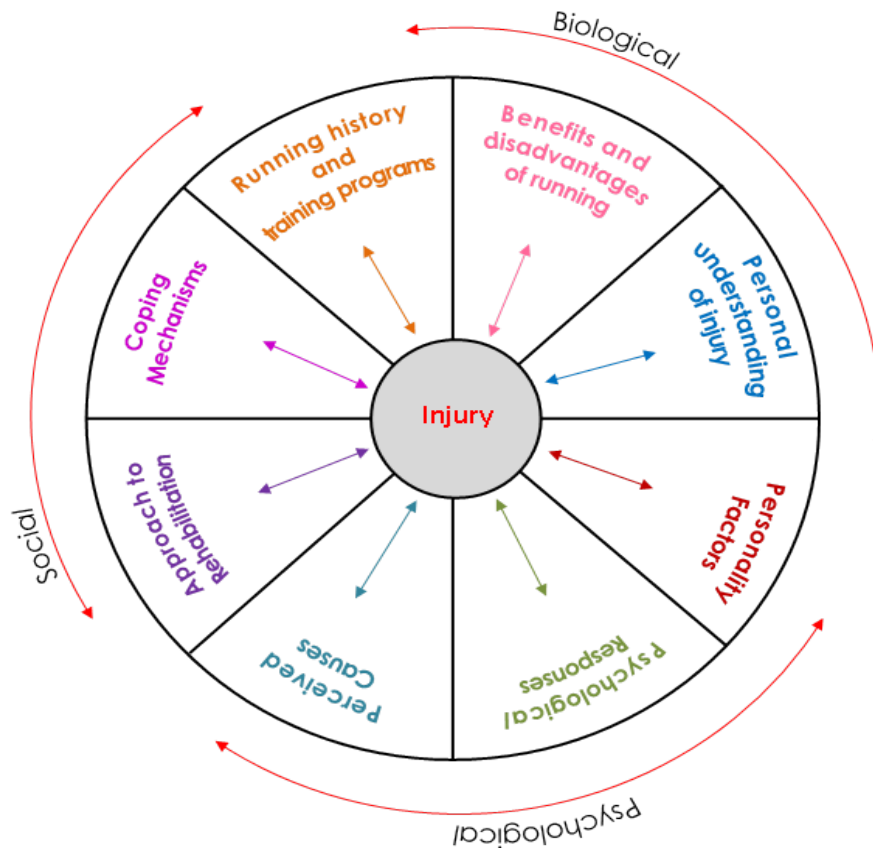 Biological
Running history
and
training programs
Benefits and
disadvantages
of running
Personal
understanding
of injury
Coping
Mechanisms
Injury
Approach to
Rehabilitation
Personality
Factors
Social
Perceived
Causes
Psychological
Responses
Psychological